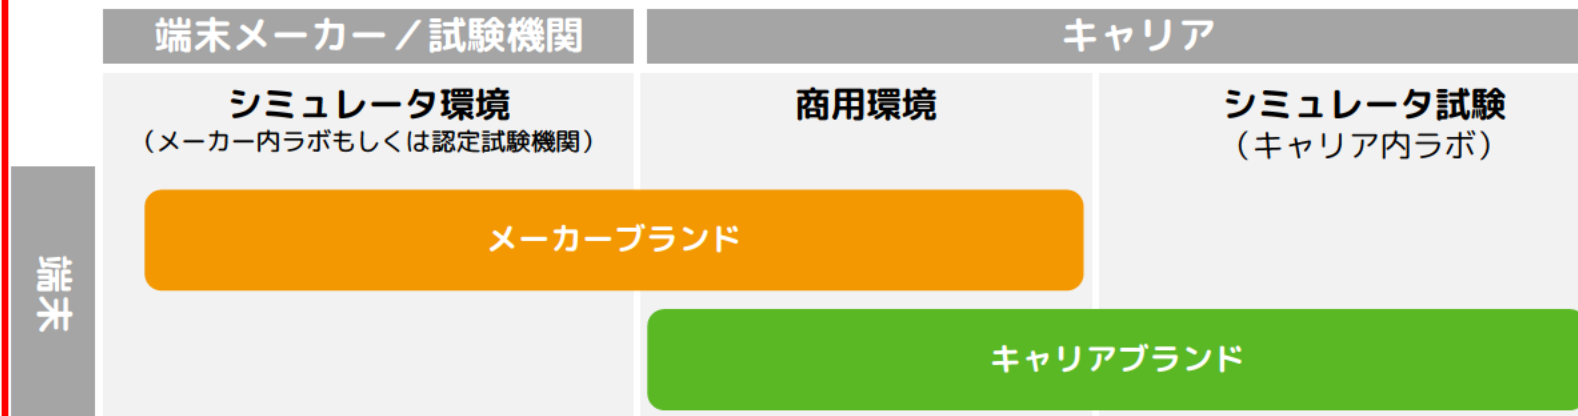 端末メーカー／試験機関
キャリア
シミュレータ環境
（メーカー内ラボもしくは認定試験機関）
商用環境
シミュレータ試験
（キャリア内ラボ）
端末
メーカーブランド
キャリアブランド